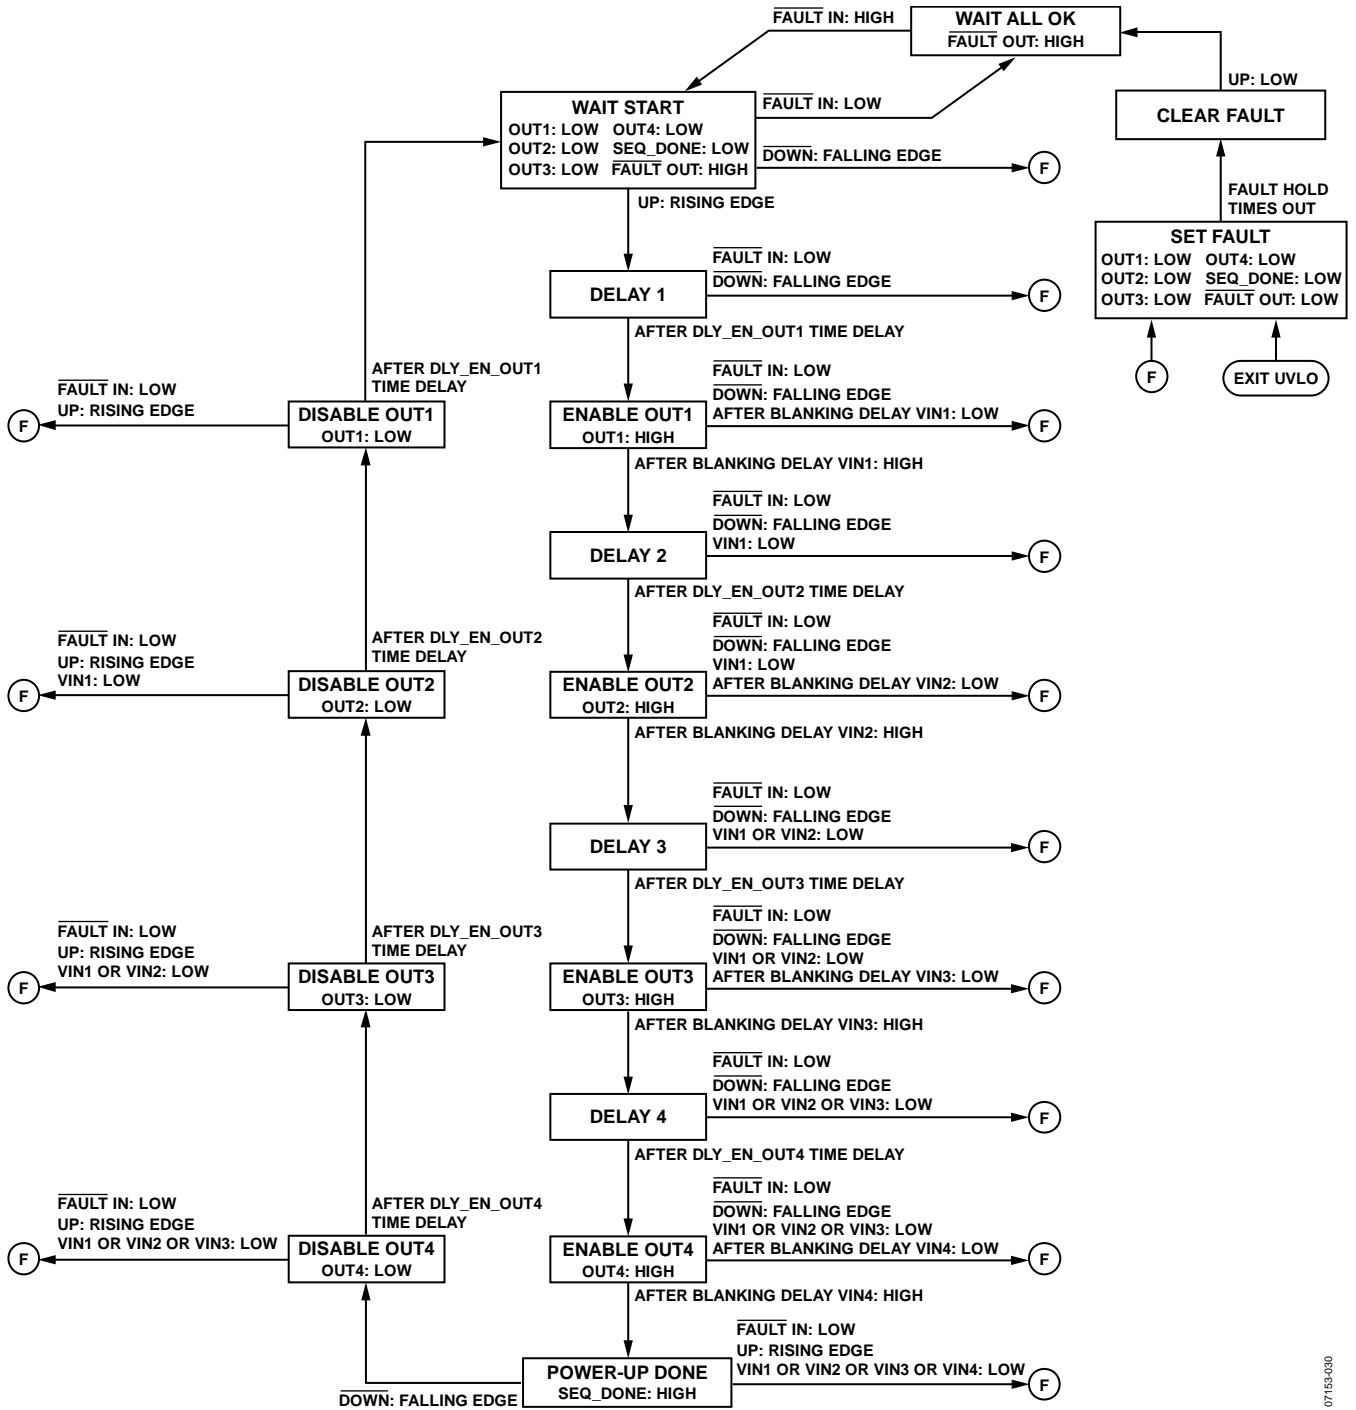 FAULT IN: HIGH
WAIT ALL OK
FAULT OUT: HIGH
UP: LOW
CLEAR FAULT
FAULT HOLD
TIMES OUT
SET FAULT
OUT1: LOW OUT4: LOW
OUT2: LOW SEQ_DONE: LOW
OUT3: LOW FAULT OUT: LOW
F
EXIT UVLO
WAIT START
OUT1: LOW OUT4: LOW
OUT2: LOW SEQ_DONE: LOW
OUT3: LOW FAULT OUT: HIGH
FAULT IN: LOW
DOWN: FALLING EDGE
F
UP: RISING EDGE
DELAY 1
FAULT IN: LOW
DOWN: FALLING EDGE
F
AFTER DLY_EN_OUT1 TIME DELAY
ENABLE OUT1
OUT1: HIGH
FAULT IN: LOW
DOWN: FALLING EDGE
AFTER BLANKING DELAY VIN1: LOW
F
AFTER BLANKING DELAY VIN1: HIGH
DELAY 2
FAULT IN: LOW
DOWN: FALLING EDGE
VIN1: LOW
F
AFTER DLY_EN_OUT2 TIME DELAY
ENABLE OUT2
OUT2: HIGH
FAULT IN: LOW
DOWN: FALLING EDGE
VIN1: LOW
AFTER BLANKING DELAY VIN2: LOW
F
AFTER BLANKING DELAY VIN2: HIGH
DELAY 3
FAULT IN: LOW
DOWN: FALLING EDGE
VIN1 OR VIN2: LOW
F
AFTER DLY_EN_OUT3 TIME DELAY
ENABLE OUT3
OUT3: HIGH
FAULT IN: LOW
DOWN: FALLING EDGE
VIN1 OR VIN2: LOW
AFTER BLANKING DELAY VIN3: LOW
F
AFTER BLANKING DELAY VIN3: HIGH
DELAY 4
FAULT IN: LOW
DOWN: FALLING EDGE
VIN1 OR VIN2 OR VIN3: LOW
F
AFTER DLY_EN_OUT4 TIME DELAY
ENABLE OUT4
OUT4: HIGH
FAULT IN: LOW
DOWN: FALLING EDGE
VIN1 OR VIN2 OR VIN3: LOW
AFTER BLANKING DELAY VIN4: LOW
F
AFTER BLANKING DELAY VIN4: HIGH
POWER-UP DONE
SEQ_DONE: HIGH
FAULT IN: LOW
UP: RISING EDGE
VIN1 OR VIN2 OR VIN3 OR VIN4: LOW
F
DOWN: FALLING EDGE
DISABLE OUT4
OUT4: LOW
FAULT IN: LOW
UP: RISING EDGE
VIN1 OR VIN2 OR VIN3: LOW
F
AFTER DLY_EN_OUT4
TIME DELAY
DISABLE OUT3
OUT3: LOW
FAULT IN: LOW
UP: RISING EDGE
VIN1 OR VIN2: LOW
F
AFTER DLY_EN_OUT3
TIME DELAY
DISABLE OUT2
OUT2: LOW
FAULT IN: LOW
UP: RISING EDGE
VIN1: LOW
F
AFTER DLY_EN_OUT2
TIME DELAY
DISABLE OUT1
OUT1: LOW
FAULT IN: LOW
UP: RISING EDGE
F
AFTER DLY_EN_OUT1
TIME DELAY
07153-030